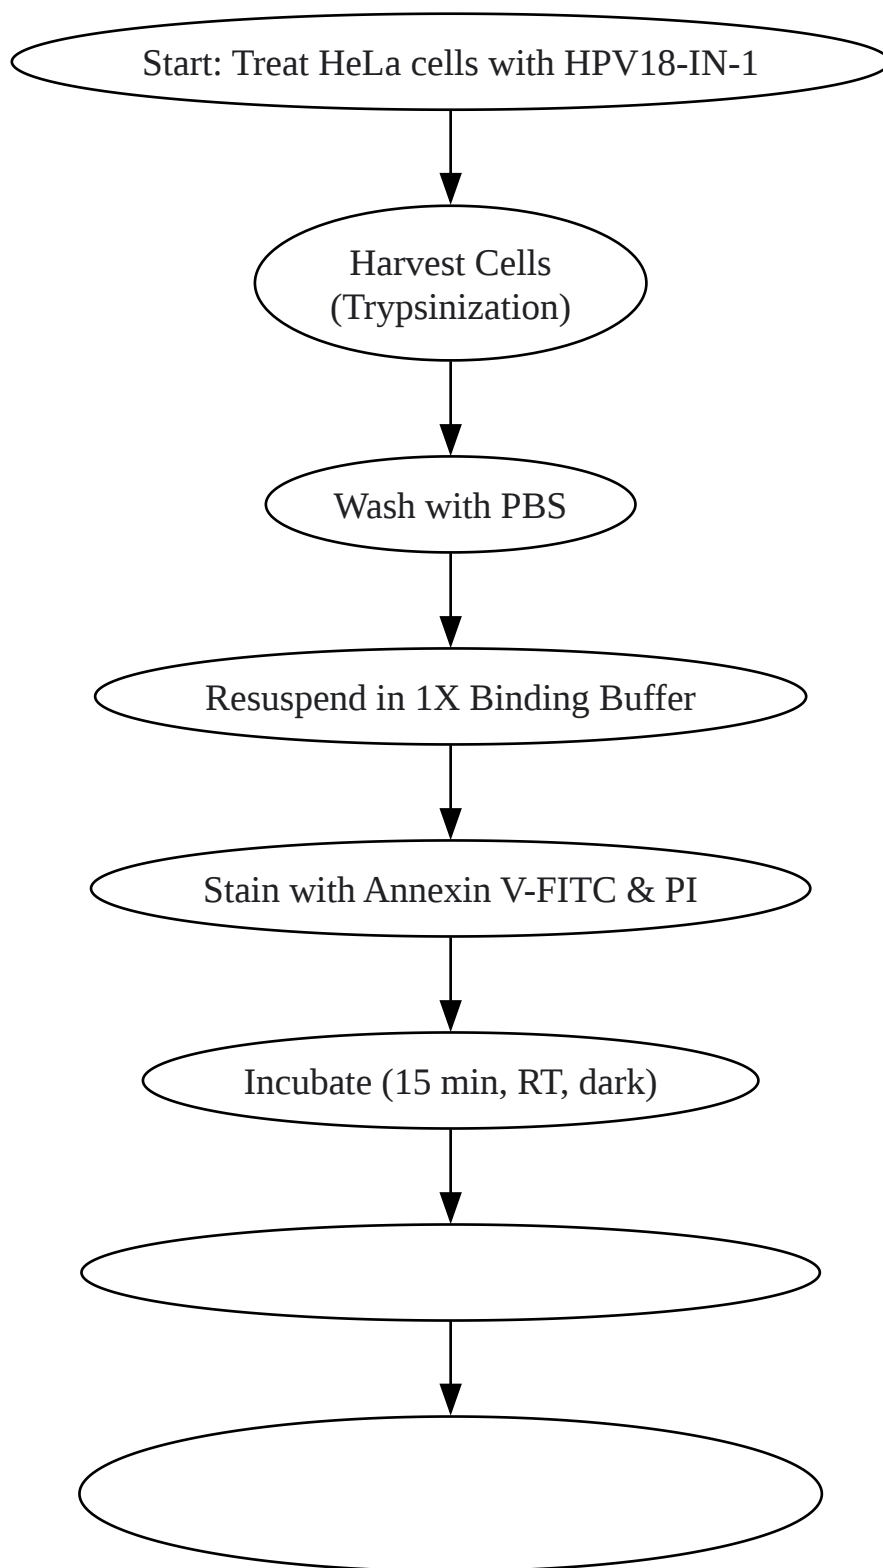 Start: Treat HeLa cells with HPV18-IN-1
Harvest Cells
(Trypsinization)
Wash with PBS
Resuspend in 1X Binding Buffer
Stain with Annexin V-FITC & PI
Incubate (15 min, RT, dark)